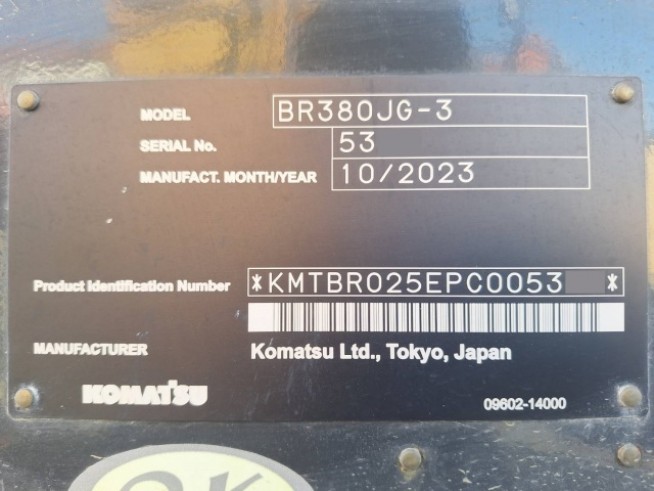 MODEL BR380JG-3
SERIAL No. 53
MANUFACT. MONTH/YEAR 10/2023
Product Identification Number *KMTBR025EPC0053 *
MANUFACTURER Komatsu Ltd., Tokyo, Japan
KOMATSU
09602-14000
OK